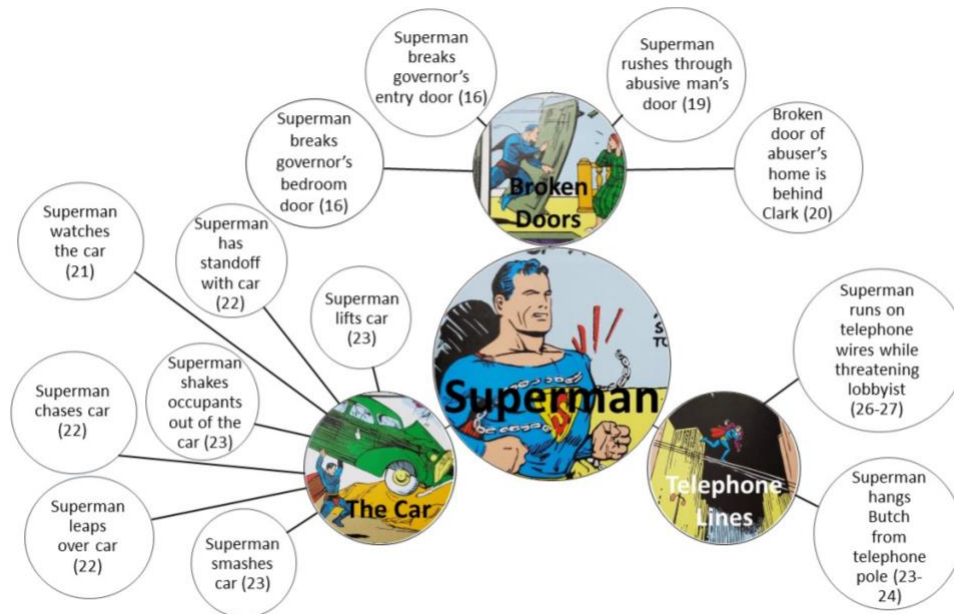 Superman
breaks
governor's
entry door (16)
Superman
rushes through
abusive man's
door (19)
Superman
breaks
governor's
bedroom
door (16)
Broken
door of
abuser's
home is
behind
Clark (20)
Broken
Doors
Superman
watches
the car
(21)
Superman
has
standoff
with car
(22)
Superman
lifts car
(23)
Superman
chases car
(22)
Superman
shakes
occupants
out of the
car (23)
Superman
leaps
over car
(22)
Superman
smashes
car (23)
The Car
Superman
Telephone
Lines
Superman
runs on
telephone
wires while
threatening
lobbyist
(26-27)
Superman
hangs
Butch
from
telephone
pole (23-
24)